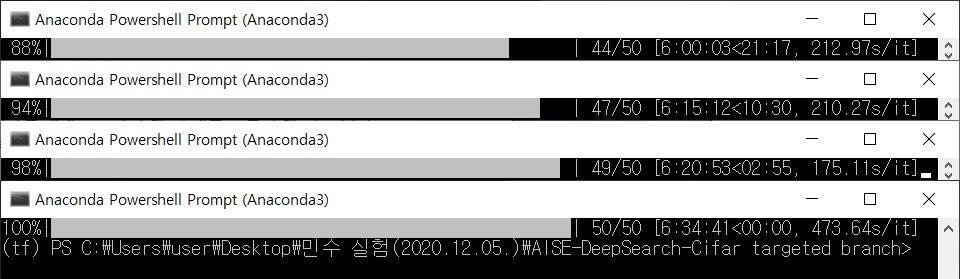 Anaconda Powershell Prompt (Anaconda3)
88%| | 44/50 [6:00:03<21:17, 212.97s/it]
Anaconda Powershell Prompt (Anaconda3)
94%| | 47/50 [6:15:12<10:30, 210.27s/it]
Anaconda Powershell Prompt (Anaconda3)
98%| | 49/50 [6:20:53<02:55, 175.11s/it]
Anaconda Powershell Prompt (Anaconda3)
100%| | 50/50 [6:34:41<00:00, 473.64s/it]
(tf) PS C:₩Users₩user₩Desktop₩민수 실험(2020.12.05.)₩AISE-DeepSearch-Cifar targeted branch>